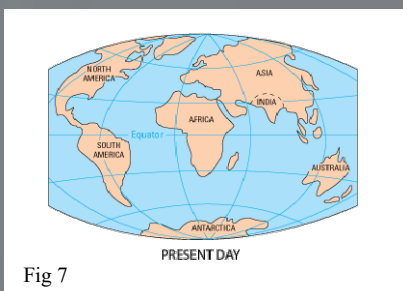 NORTH
AMERICA
ASIA
INDIA
AFRICA
Equator
SOUTH
AMERICA
AUSTRALIA
ANTARCTICA
PRESENT DAY
Fig 7